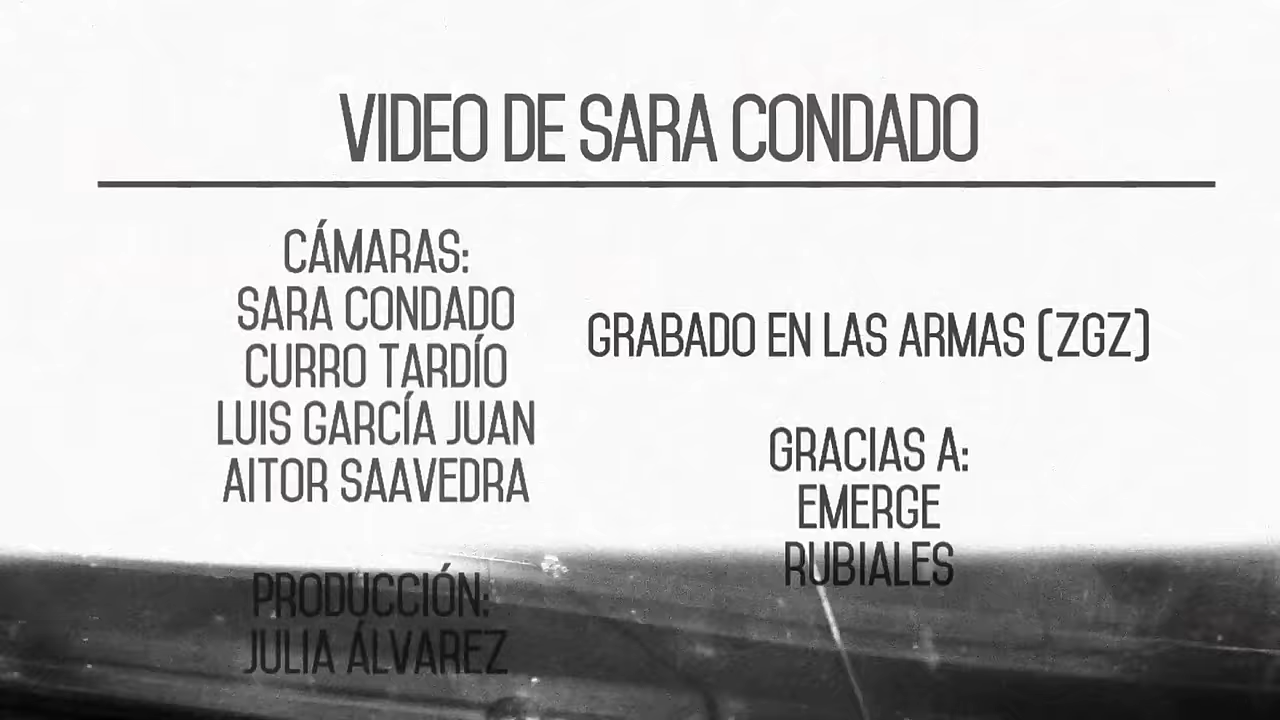 VIDEO DE SARA CONDADO
CÁMARAS:
SARA CONDADO
CURRO TARDÍO
LUIS GARCÍA JUAN
AITOR SAAVEDRA
PRODUCCIÓN:
JULIA ÁLVAREZ
GRABADO EN LAS ARMAS (ZGZ)
GRACIAS A:
EMERGE
RUBIALES